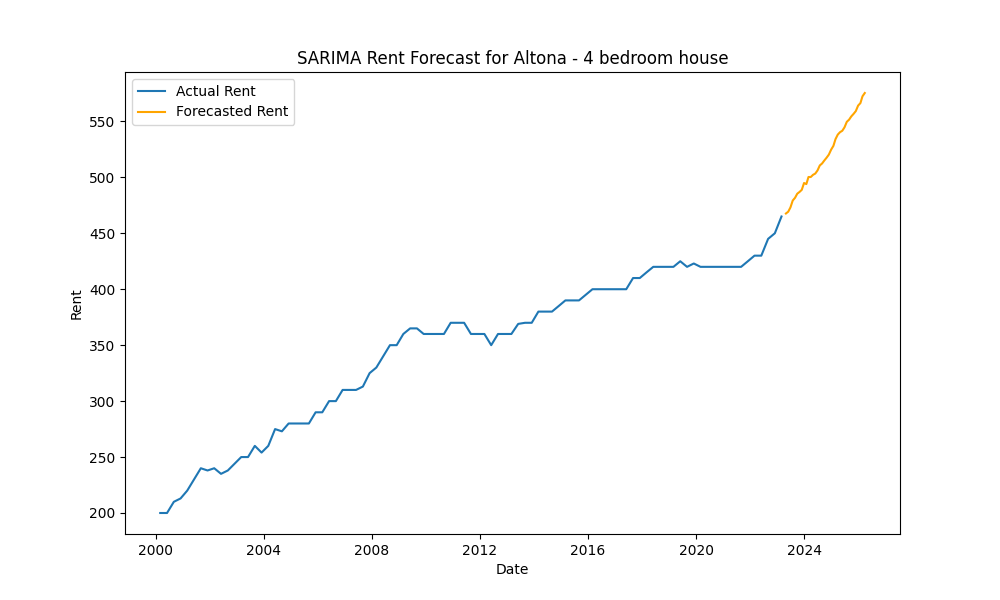 SARIMA Rent Forecast for Altona - 4 bedroom house
Actual Rent
Forecasted Rent
550
500
450
400
350
300
250
200
Rent
2000 2004 2008 2012 2016 2020 2024
Date